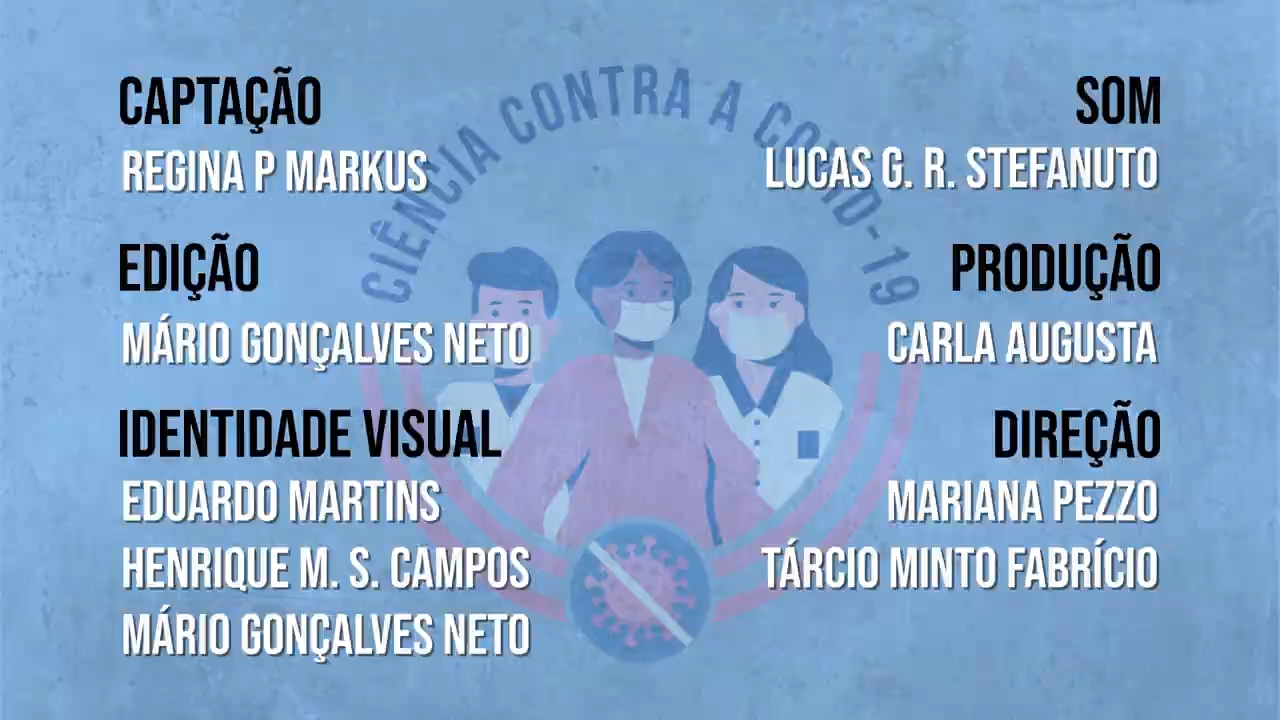 CIÊNCIA CONTRA A COVID-19
CAPTAÇÃO
REGINA P MARKUS
EDIÇÃO
MÁRIO GONÇALVES NETO
IDENTIDADE VISUAL
EDUARDO MARTINS
HENRIQUE M. S. CAMPOS
MÁRIO GONÇALVES NETO
SOM
LUCAS G. R. STEFANUTO
PRODUÇÃO
CARLA AUGUSTA
DIREÇÃO
MARIANA PEZZO
TÁRCIO MINTO FABRÍCIO